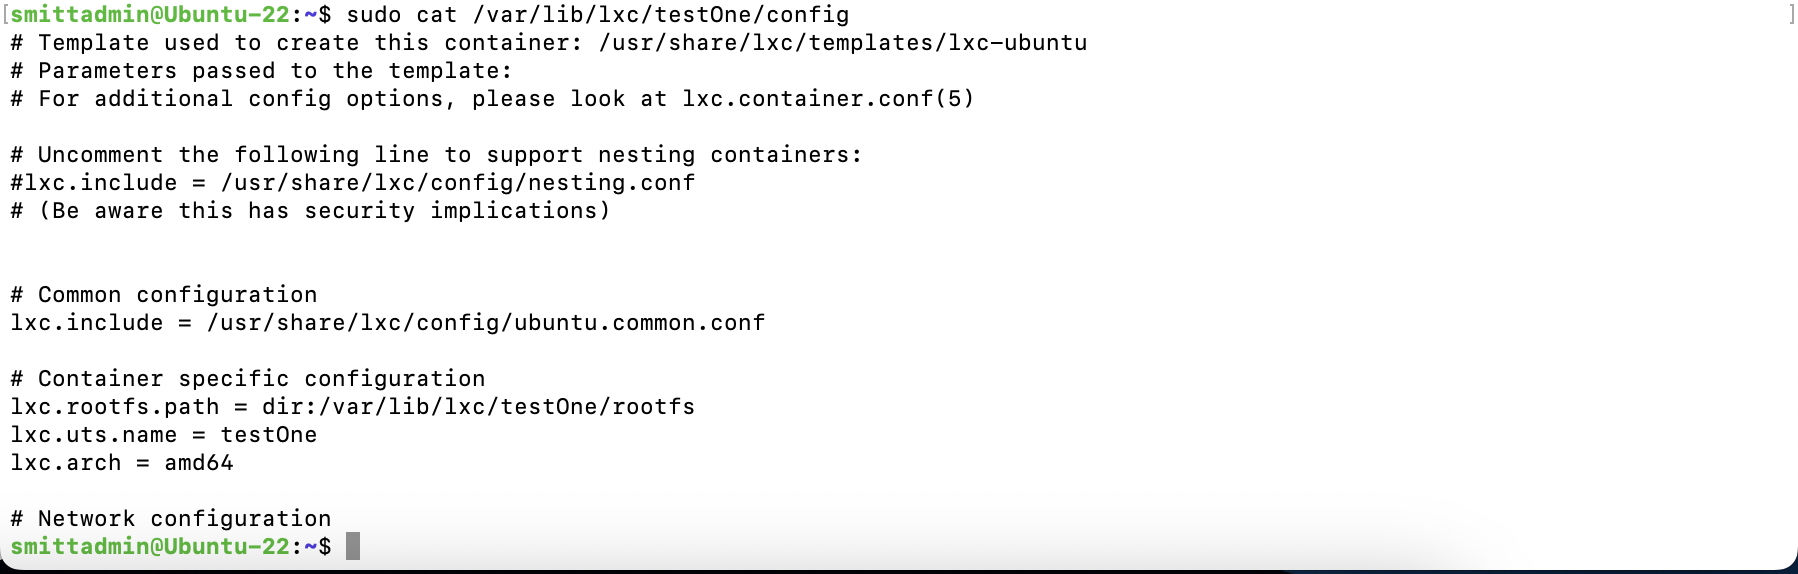 [smittadmin@Ubuntu-22:~$ sudo cat /var/lib/lxc/testOne/config ]
# Template used to create this container: /usr/share/lxc/templates/lxc-ubuntu
# Parameters passed to the template:
# For additional config options, please look at lxc.container.conf(5)
# Uncomment the following line to support nesting containers:
#lxc.include = /usr/share/lxc/config/nesting.conf
# (Be aware this has security implications)
# Common configuration
lxc.include = /usr/share/lxc/config/ubuntu.common.conf
# Container specific configuration
lxc.rootfs.path = dir:/var/lib/lxc/testOne/rootfs
lxc.uts.name = testOne
lxc.arch = amd64
# Network configuration
smittadmin@Ubuntu-22:~$